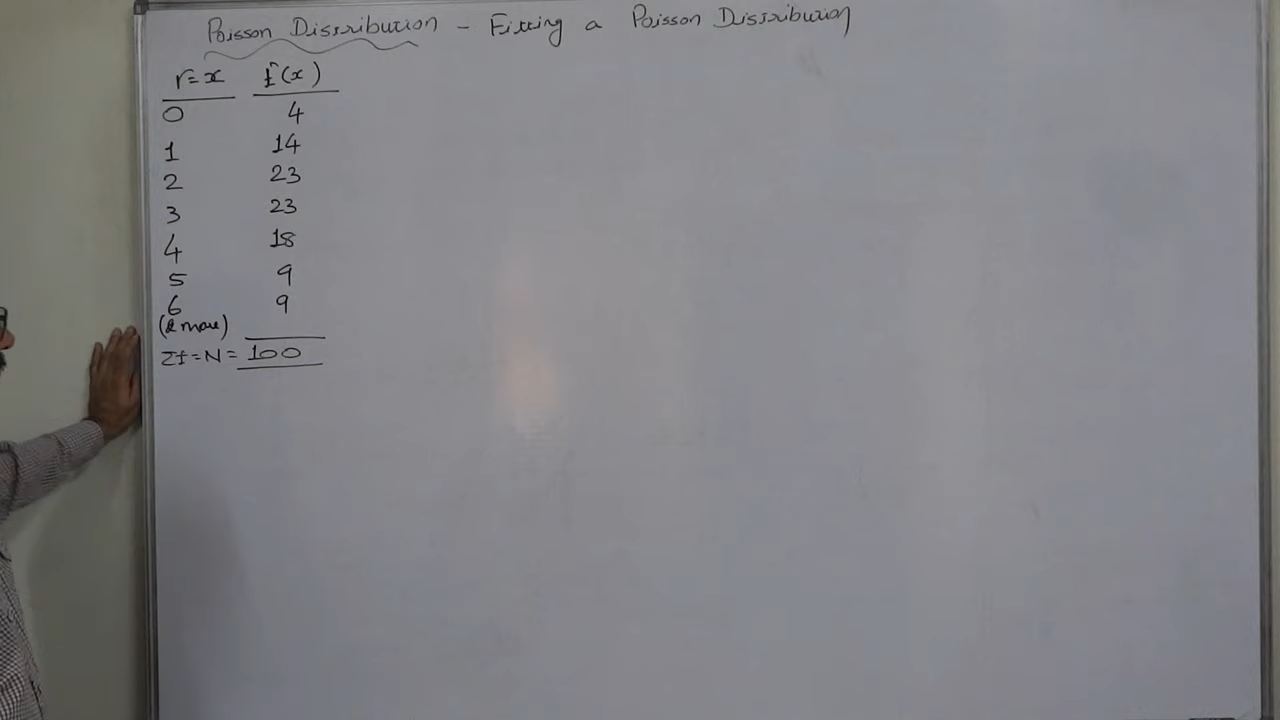 Poisson Distribution - Fitting a Poisson Distribution
r=x f(x)
0 4
1 14
2 23
3 23
4 18
5 9
6 9
(& more)
Σf=N= 100